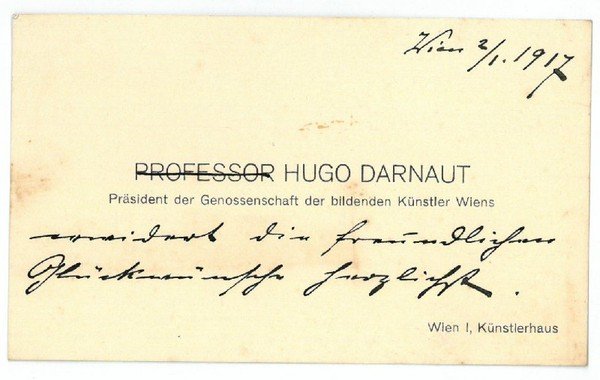 Wien 2/1. 1917
PROFESSOR HUGO DARNAUT
Präsident der Genossenschaft der bildenden Künstler Wiens
erwidert die freundlichen
Glückwünsche herzlichst.
Wien I, Künstlerhaus